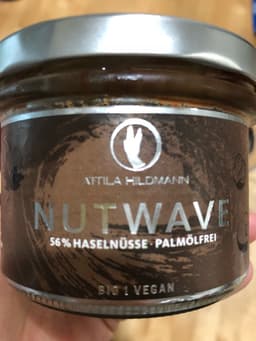 ATTILA HILDMANN
NUTWAVE
56% HASELNÜSSE · PALMÖLFREI
BIO | VEGAN